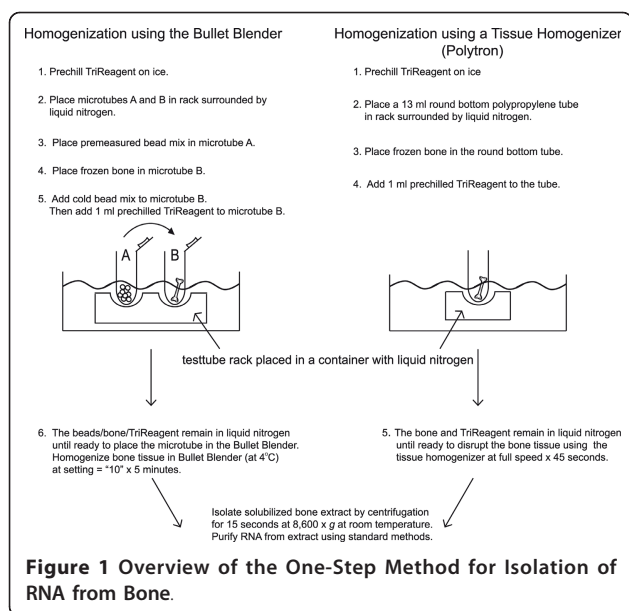 Homogenization using the Bullet Blender
1. Prechill TriReagent on ice.
2. Place microtubes A and B in rack surrounded by
liquid nitrogen.
3. Place premeasured bead mix in microtube A.
4. Place frozen bone in microtube B.
5. Add cold bead mix to microtube B.
Then add 1 ml prechilled TriReagent to microtube B.
A
B
Homogenization using a Tissue Homogenizer
(Polytron)
1. Prechill TriReagent on ice
2. Place a 13 ml round bottom polypropylene tube
in rack surrounded by liquid nitrogen.
3. Place frozen bone in the round bottom tube.
4. Add 1 ml prechilled TriReagent to the tube.
testtube rack placed in a container with liquid nitrogen
6. The beads/bone/TriReagent remain in liquid nitrogen
until ready to place the microtube in the Bullet Blender.
Homogenize bone tissue in Bullet Blender (at 4°C)
at setting = "10" x 5 minutes.
5. The bone and TriReagent remain in liquid nitrogen
until ready to disrupt the bone tissue using the
tissue homogenizer at full speed x 45 seconds.
Isolate solubilized bone extract by centrifugation
for 15 seconds at 8,600 x g at room temperature.
Purify RNA from extract using standard methods.
Figure 1 Overview of the One-Step Method for Isolation of
RNA from Bone.